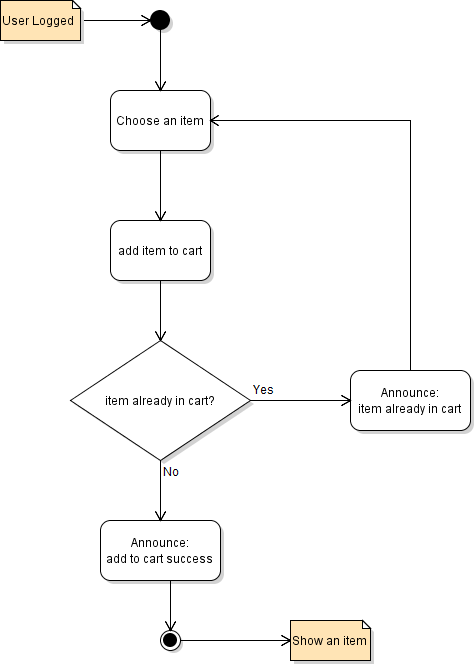 User Logged
Choose an item
add item to cart
item already in cart?
Yes
Announce:
item already in cart
No
Announce:
add to cart success
Show an item